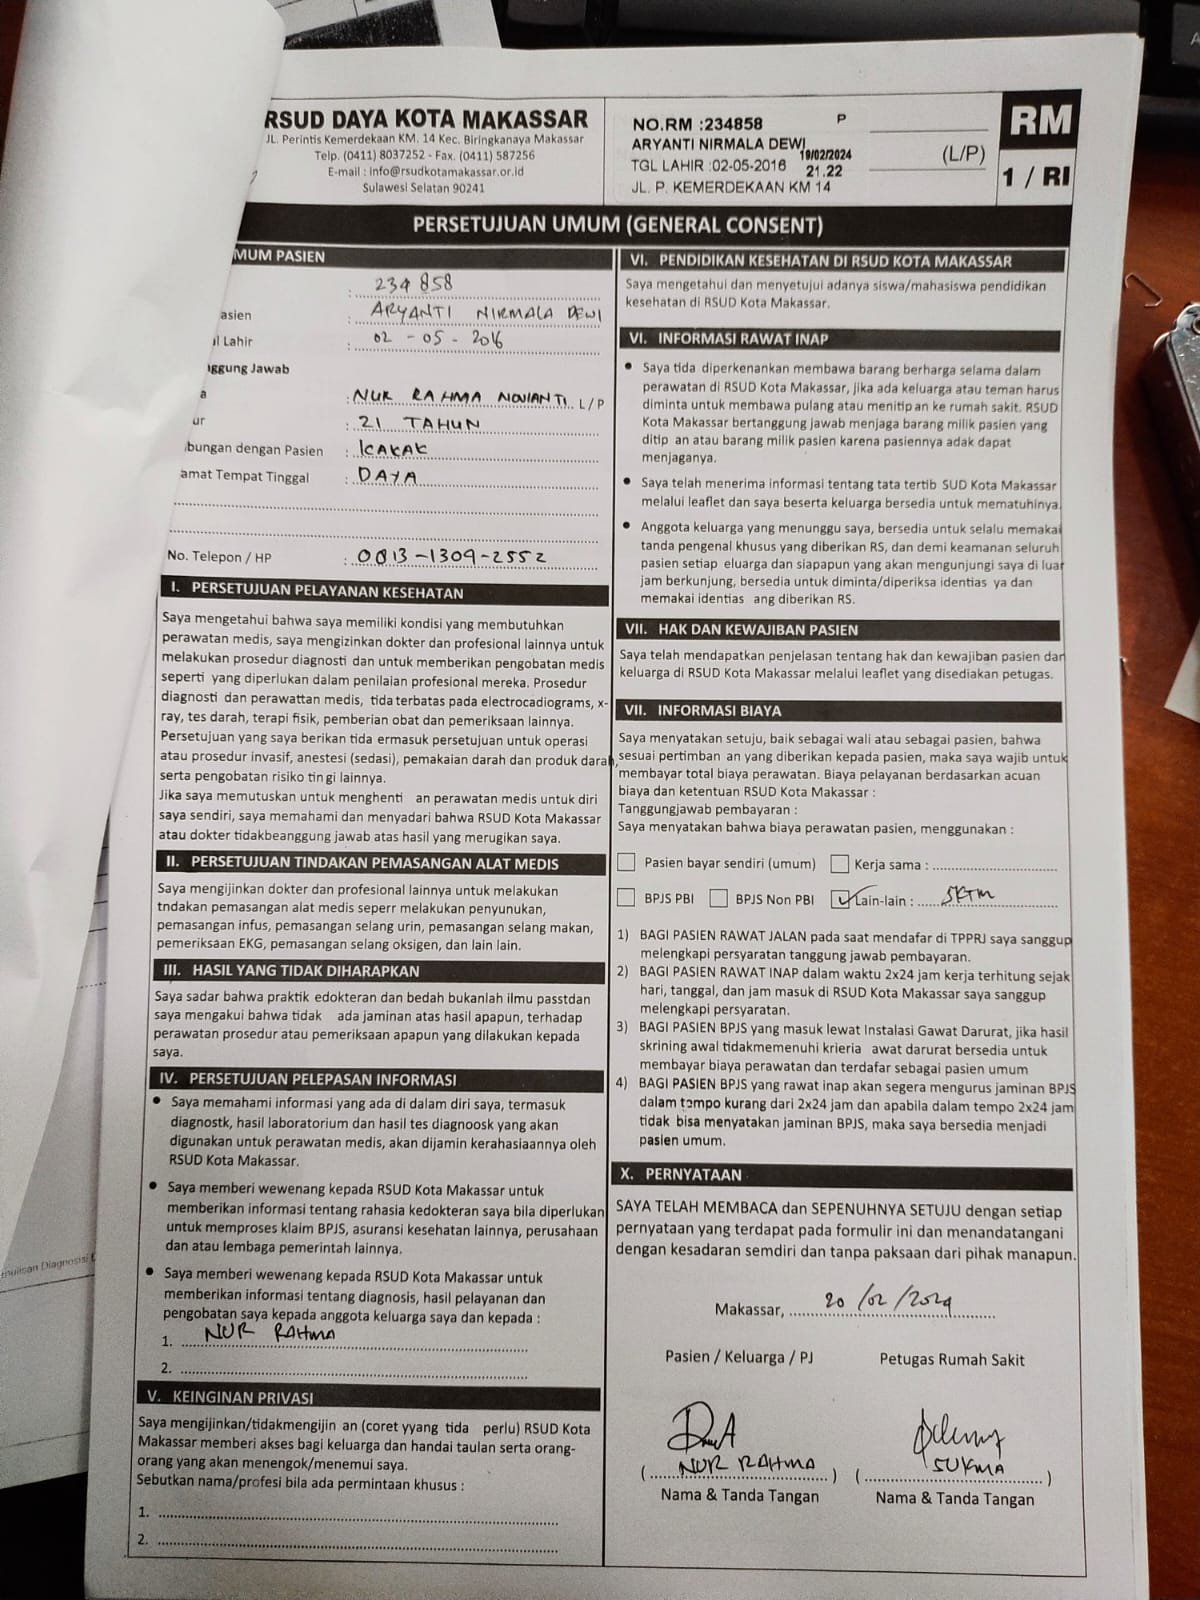 RSUD DAYA KOTA MAKASSAR
JL. Perintis Kemerdekaan KM. 14 Kec. Biringkanaya Makassar
Telp. (0411) 8037252 - Fax. (0411) 587256
E-mail : info@rsudkotamakassar.or.id
Sulawesi Selatan 90241
NO.RM :234858 P
ARYANTI NIRMALA DEWI
19/02/2024
TGL LAHIR :02-05-2016 21.22
JL. P. KEMERDEKAAN KM 14
(L/P)
RM
1 / RI
PERSETUJUAN UMUM (GENERAL CONSENT)
MUM PASIEN
: 234858
asien : ARYANTI NIRMALA DEWI
l Lahir : 02 - 05 - 2016
ggung Jawab
a : NUR RAHMA NOVIANTI L/P
ur : 21 TAHUN
bungan dengan Pasien : KAKAK
amat Tempat Tinggal : DAYA
No. Telepon / HP : 0813-1309-2552
I. PERSETUJUAN PELAYANAN KESEHATAN
Saya mengetahui bahwa saya memiliki kondisi yang membutuhkan
perawatan medis, saya mengizinkan dokter dan profesional lainnya untuk
melakukan prosedur diagnosti dan untuk memberikan pengobatan medis
seperti yang diperlukan dalam penilaian profesional mereka. Prosedur
diagnosti dan perawattan medis, tida terbatas pada electrocadiograms, x-
ray, tes darah, terapi fisik, pemberian obat dan pemeriksaan lainnya.
Persetujuan yang saya berikan tida ermasuk persetujuan untuk operasi
atau prosedur invasif, anestesi (sedasi), pemakaian darah dan produk darah,
serta pengobatan risiko tin gi lainnya.
Jika saya memutuskan untuk menghenti an perawatan medis untuk diri
saya sendiri, saya memahami dan menyadari bahwa RSUD Kota Makassar
atau dokter tidakbeanggung jawab atas hasil yang merugikan saya.
II. PERSETUJUAN TINDAKAN PEMASANGAN ALAT MEDIS
Saya mengijinkan dokter dan profesional lainnya untuk melakukan
tndakan pemasangan alat medis seperr melakukan penyunukan,
pemasangan infus, pemasangan selang urin, pemasangan selang makan,
pemeriksaan EKG, pemasangan selang oksigen, dan lain lain.
III. HASIL YANG TIDAK DIHARAPKAN
Saya sadar bahwa praktik edokteran dan bedah bukanlah ilmu passtdan
saya mengakui bahwa tidak ada jaminan atas hasil apapun, terhadap
perawatan prosedur atau pemeriksaan apapun yang dilakukan kepada
saya.
IV. PERSETUJUAN PELEPASAN INFORMASI
• Saya memahami informasi yang ada di dalam diri saya, termasuk
diagnostk, hasil laboratorium dan hasil tes diagnoosk yang akan
digunakan untuk perawatan medis, akan dijamin kerahasiaannya oleh
RSUD Kota Makassar.
• Saya memberi wewenang kepada RSUD Kota Makassar untuk
memberikan informasi tentang rahasia kedokteran saya bila diperlukan
untuk memproses klaim BPJS, asuransi kesehatan lainnya, perusahaan
dan atau lembaga pemerintah lainnya.
• Saya memberi wewenang kepada RSUD Kota Makassar untuk
memberikan informasi tentang diagnosis, hasil pelayanan dan
pengobatan saya kepada anggota keluarga saya dan kepada :
1. NUR RAHMA
2.
V. KEINGINAN PRIVASI
Saya mengijinkan/tidakmengijin an (coret yyang tida perlu) RSUD Kota
Makassar memberi akses bagi keluarga dan handai taulan serta orang-
orang yang akan menengok/menemui saya.
Sebutkan nama/profesi bila ada permintaan khusus :
1.
2.
VI. PENDIDIKAN KESEHATAN DI RSUD KOTA MAKASSAR
Saya mengetahui dan menyetujui adanya siswa/mahasiswa pendidikan
kesehatan di RSUD Kota Makassar.
VI. INFORMASI RAWAT INAP
• Saya tida diperkenankan membawa barang berharga selama dalam
perawatan di RSUD Kota Makassar, jika ada keluarga atau teman harus
diminta untuk membawa pulang atau menitip an ke rumah sakit. RSUD
Kota Makassar bertanggung jawab menjaga barang milik pasien yang
ditip an atau barang milik pasien karena pasiennya adak dapat
menjaganya.
• Saya telah menerima informasi tentang tata tertib SUD Kota Makassar
melalui leaflet dan saya beserta keluarga bersedia untuk mematuhinya.
• Anggota keluarga yang menunggu saya, bersedia untuk selalu memakai
tanda pengenal khusus yang diberikan RS, dan demi keamanan seluruh
pasien setiap eluarga dan siapapun yang akan mengunjungi saya di luar
jam berkunjung, bersedia untuk diminta/diperiksa identias ya dan
memakai identias ang diberikan RS.
VII. HAK DAN KEWAJIBAN PASIEN
Saya telah mendapatkan penjelasan tentang hak dan kewajiban pasien dan
keluarga di RSUD Kota Makassar melalui leaflet yang disediakan petugas.
VII. INFORMASI BIAYA
Saya menyatakan setuju, baik sebagai wali atau sebagai pasien, bahwa
sesuai pertimban an yang diberikan kepada pasien, maka saya wajib untuk
membayar total biaya perawatan. Biaya pelayanan berdasarkan acuan
biaya dan ketentuan RSUD Kota Makassar :
Tanggungjawab pembayaran :
Saya menyatakan bahwa biaya perawatan pasien, menggunakan :
Pasien bayar sendiri (umum) Kerja sama :
BPJS PBI BPJS Non PBI Lain-lain : SKTM
1) BAGI PASIEN RAWAT JALAN pada saat mendafar di TPPRJ saya sanggup
melengkapi persyaratan tanggung jawab pembayaran.
2) BAGI PASIEN RAWAT INAP dalam waktu 2x24 jam kerja terhitung sejak
hari, tanggal, dan jam masuk di RSUD Kota Makassar saya sanggup
melengkapi persyaratan.
3) BAGI PASIEN BPJS yang masuk lewat Instalasi Gawat Darurat, jika hasil
skrining awal tidakmemenuhi krieria awat darurat bersedia untuk
membayar biaya perawatan dan terdafar sebagai pasien umum
4) BAGI PASIEN BPJS yang rawat inap akan segera mengurus jaminan BPJS
dalam tempo kurang dari 2x24 jam dan apabila dalam tempo 2x24 jam
tidak bisa menyatakan jaminan BPJS, maka saya bersedia menjadi
pasien umum.
X. PERNYATAAN
SAYA TELAH MEMBACA dan SEPENUHNYA SETUJU dengan setiap
pernyataan yang terdapat pada formulir ini dan menandatangani
dengan kesadaran semdiri dan tanpa paksaan dari pihak manapun.
Makassar, 20/02/2024
Pasien / Keluarga / PJ Petugas Rumah Sakit
(NUR RAHMA) (SUKMA)
Nama & Tanda Tangan Nama & Tanda Tangan